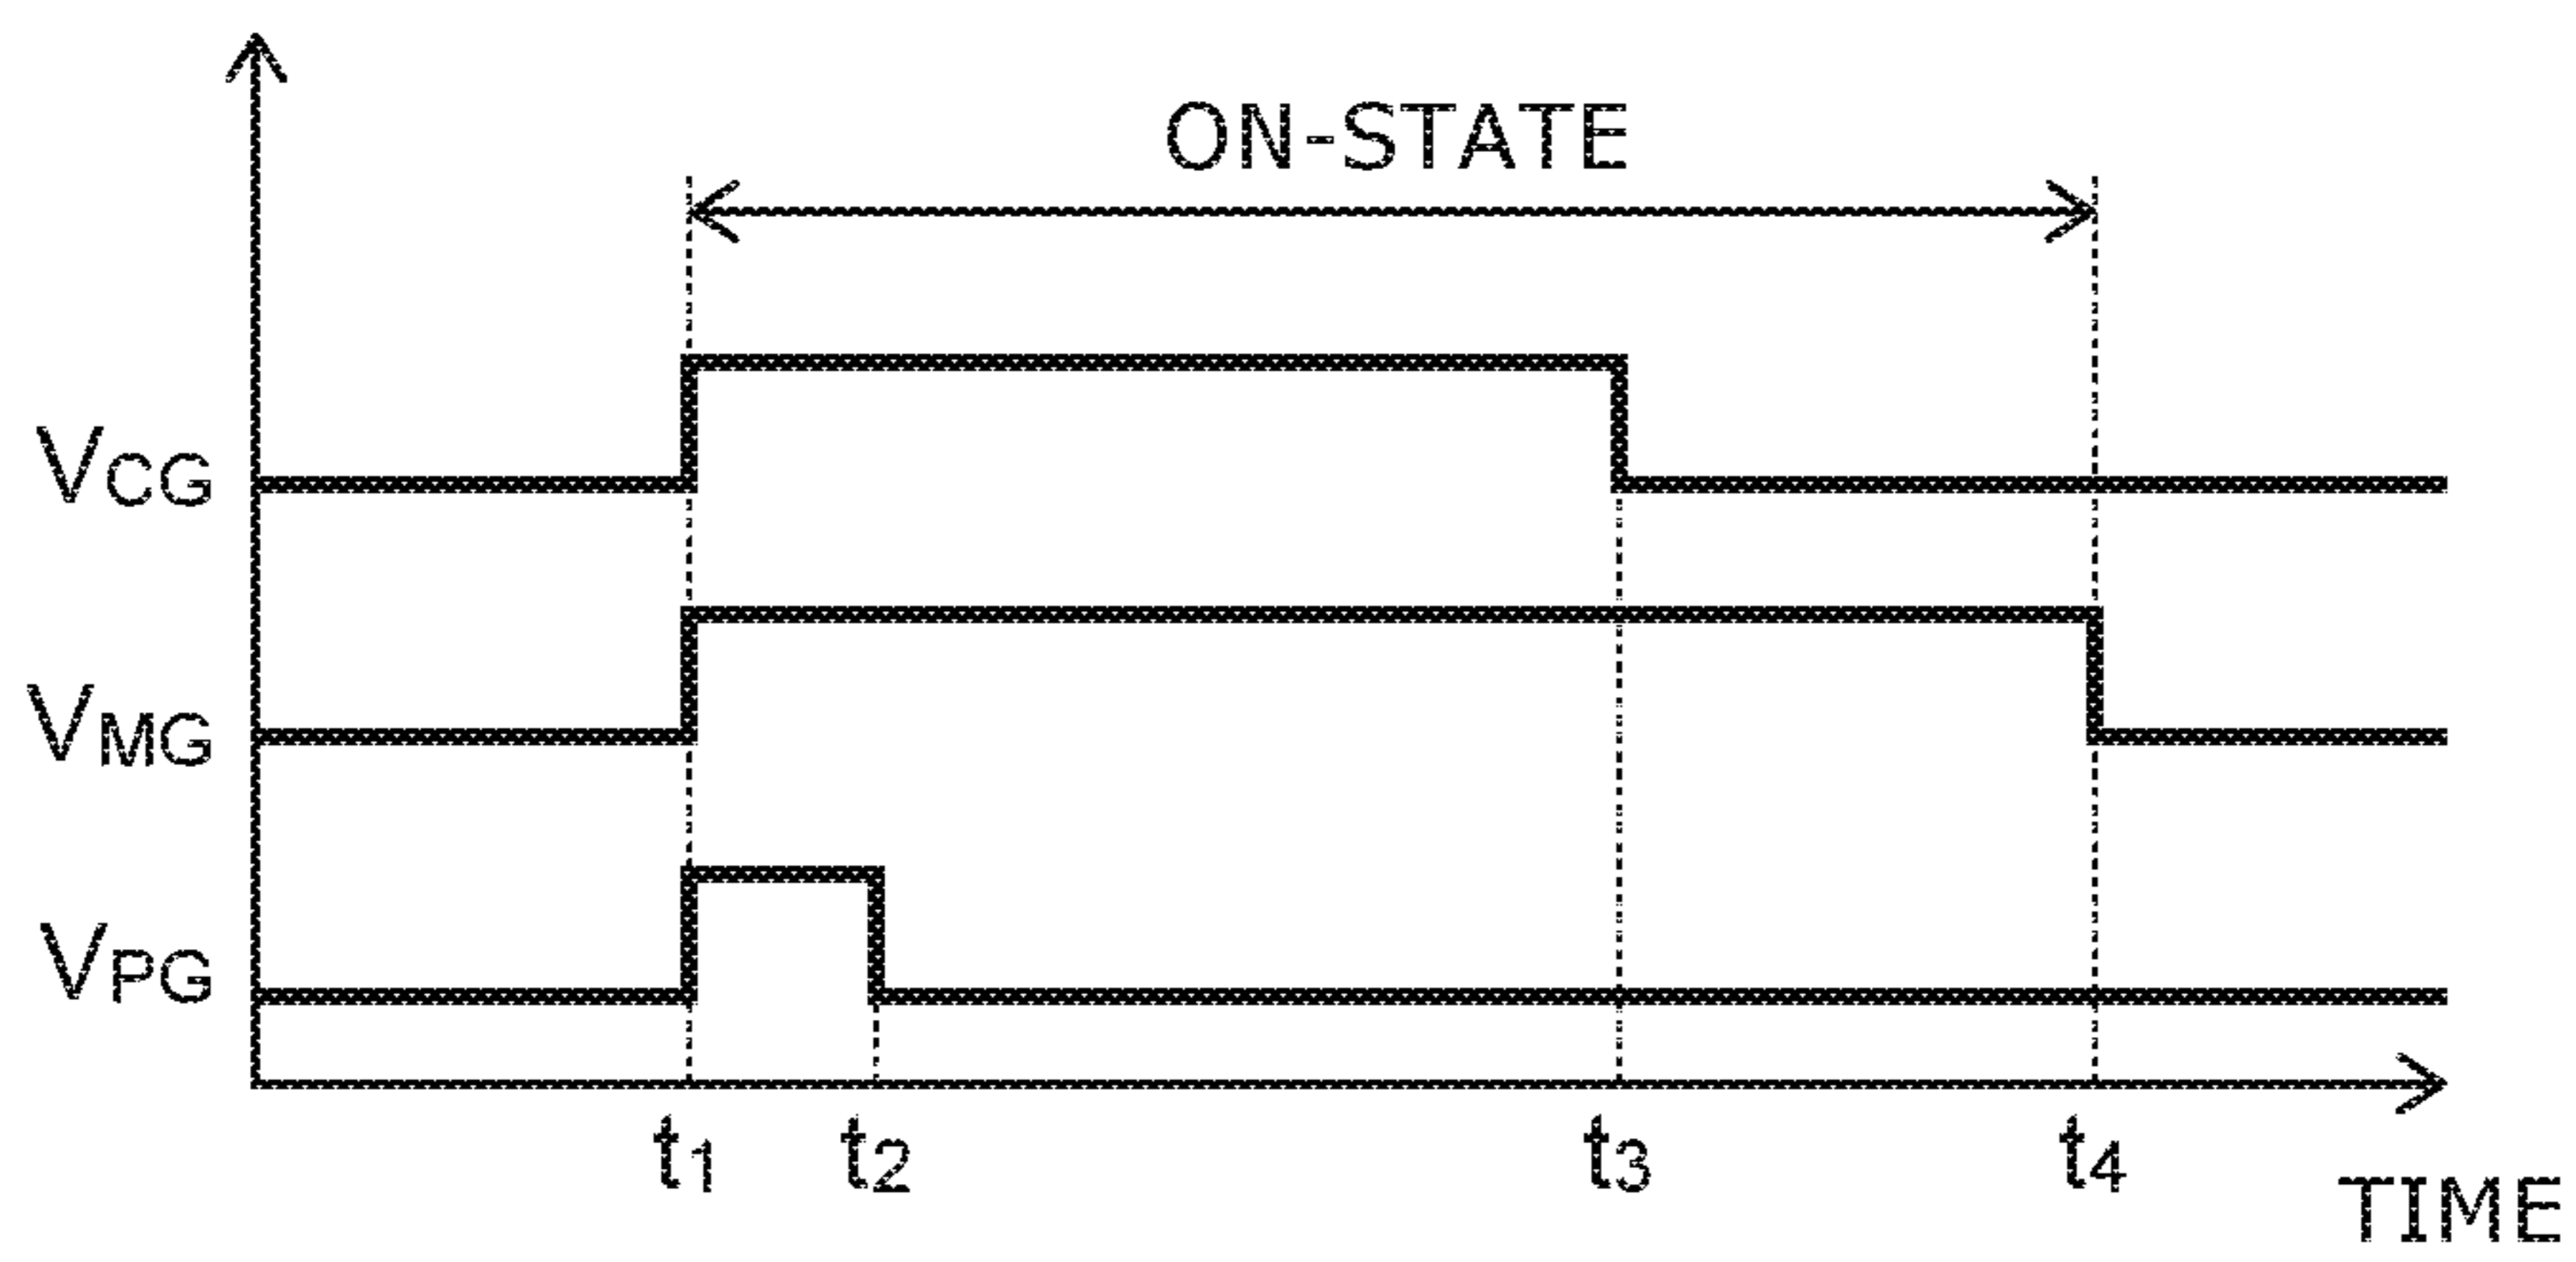 ON-STATE
VCG
VMG
VPG
t1 t2 t3 t4
TIME